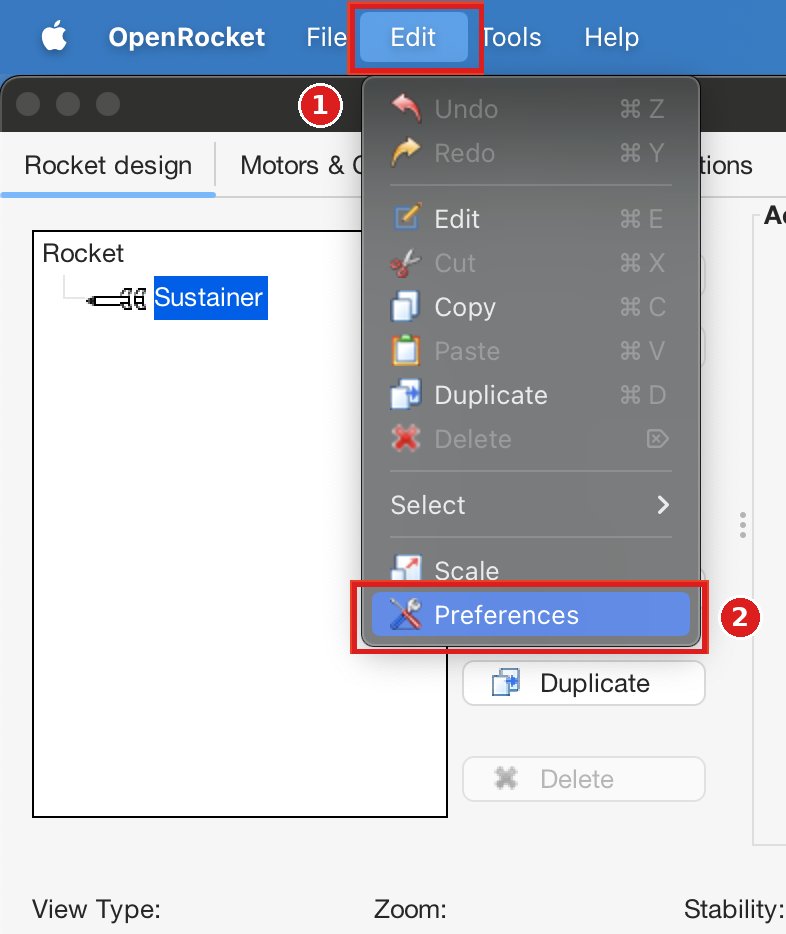 OpenRocket File Edit Tools Help
1
Undo ⌘ Z
Redo ⌘ Y
Rocket design Motors &
tions
Edit ⌘ E
Cut ⌘ X
Copy ⌘ C
Paste ⌘ V
Duplicate ⌘ D
Delete
Select
Scale
Preferences
2
Rocket
Sustainer
Duplicate
Delete
View Type: Zoom: Stability: